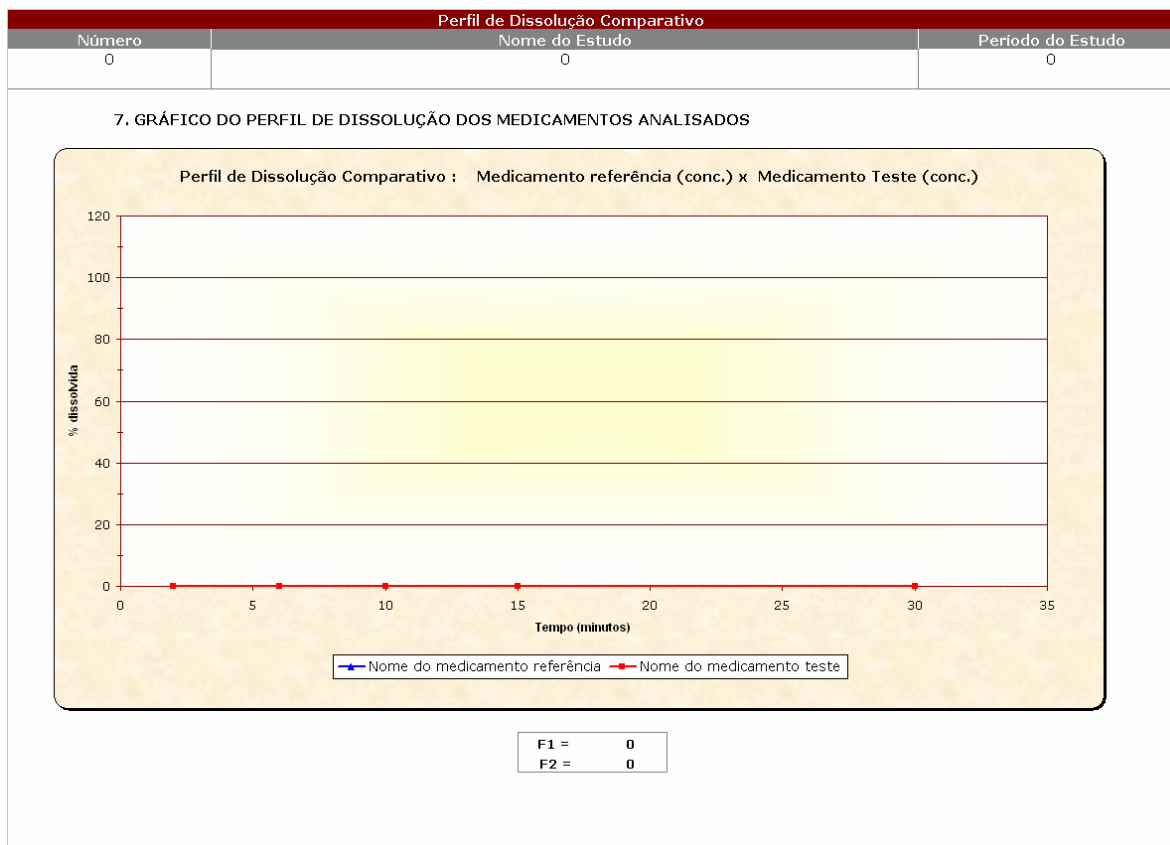 Perfil de Dissolução Comparativo
Número Nome do Estudo Período do Estudo
0 0 0
7. GRÁFICO DO PERFIL DE DISSOLUÇÃO DOS MEDICAMENTOS ANALISADOS
Perfil de Dissolução Comparativo : Medicamento referência (conc.) x Medicamento Teste (conc.)
120
100
80
60
40
20
0
% dissolvida
0 5 10 15 20 25 30 35
Tempo (minutos)
Nome do medicamento referência Nome do medicamento teste
F1 = 0
F2 = 0